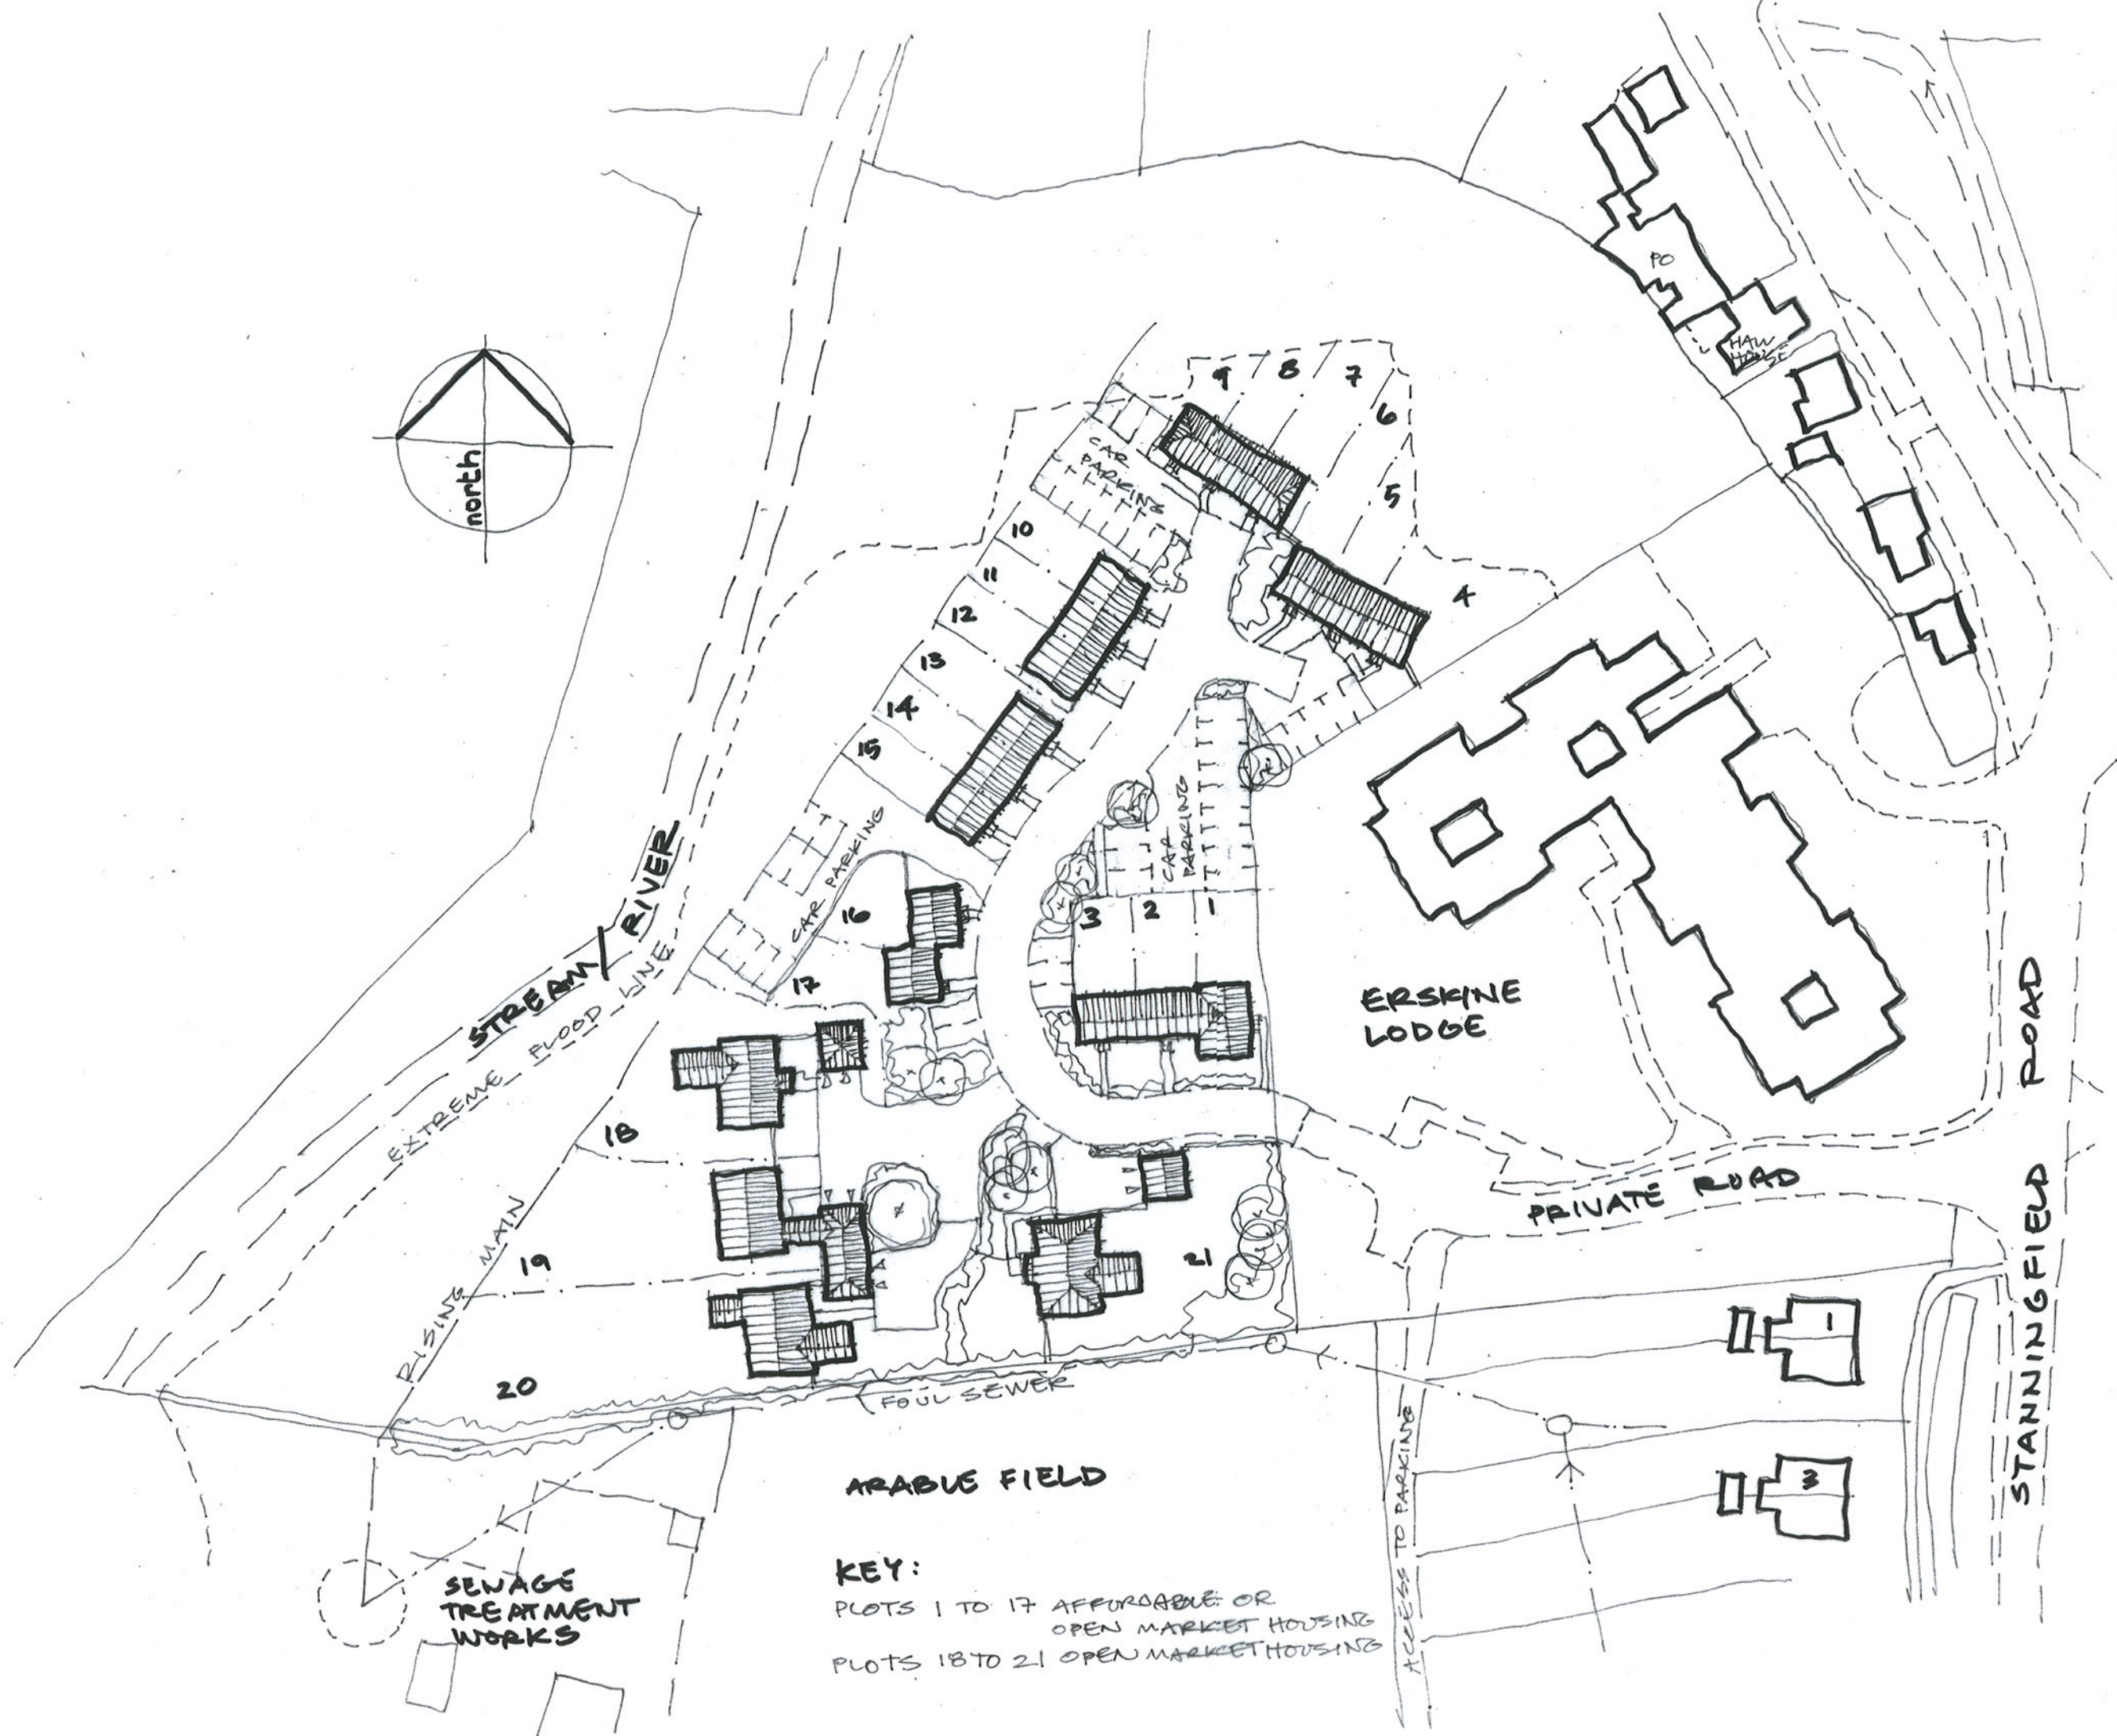 PO
HAW
HOUSE
north
9
8
7
6
5
4
CAR
PARKING
10
11
12
13
14
15
CAR PARKING
16
17
CAR
PARKING
3
2
1
STREAM/RIVER
EXTREME FLOOD LINE
ERSKINE
LODGE
STANNINGFIELD ROAD
PRIVATE ROAD
18
19
20
21
RISING MAIN
FOUL SEWER
1
3
ARABLE FIELD
ACCESS TO PARKING
SEWAGE
TREATMENT
WORKS
KEY:
PLOTS 1 TO 17 AFFORDABLE OR
OPEN MARKET HOUSING
PLOTS 18 TO 21 OPEN MARKET HOUSING